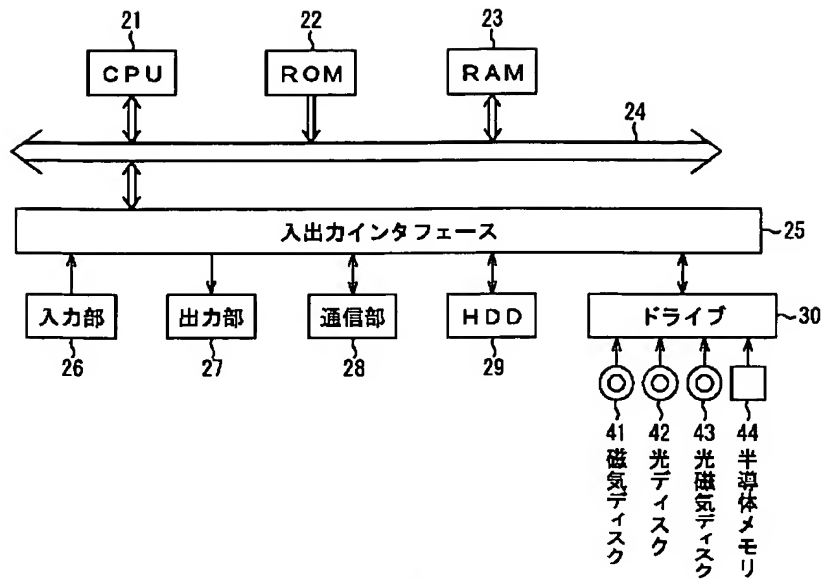 21
22
23
CPU
ROM
RAM
24
入出力インタフェース
25
入力部
出力部
通信部
HDD
ドライブ
30
26
27
28
29
41 磁気ディスク
42 光ディスク
43 光磁気ディスク
44 半導体メモリ